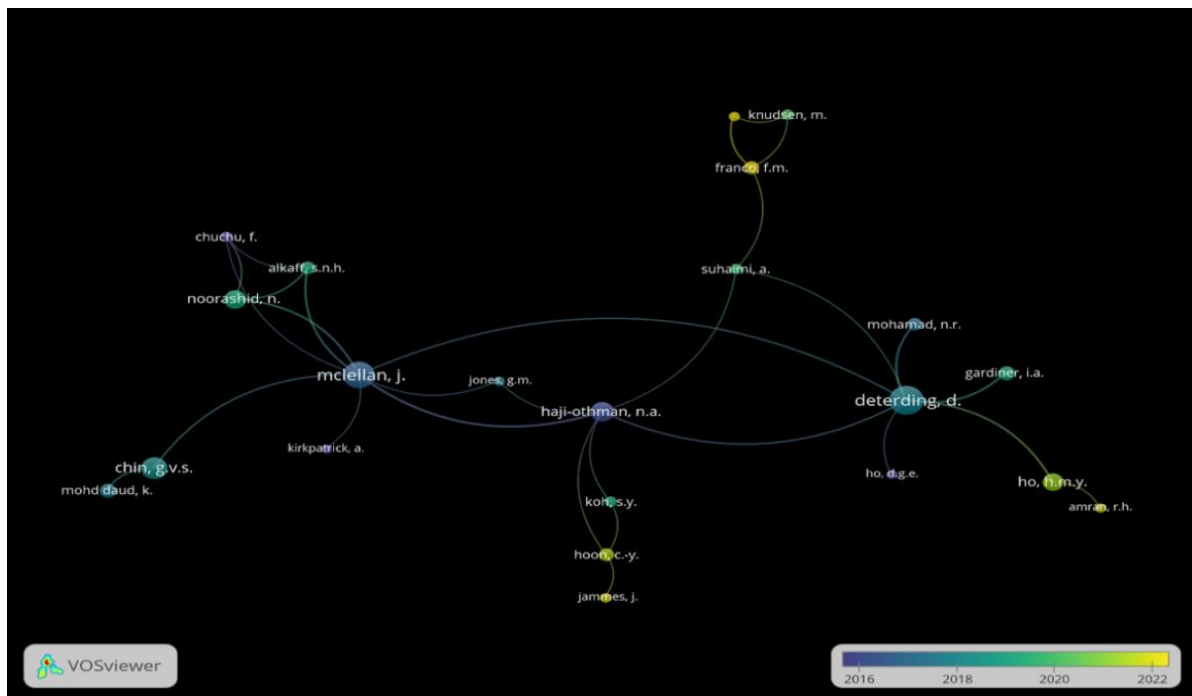 knudsen, m.
franco, f.m.
chuchu, f.
alkaff, s.n.h.
suhaimi, a.
noorashid, n.
mohamad, n.r.
mclellan, j.
jones, g.m.
gardiner, i.a.
haji-othman, n.a.
deterding, d.
kirkpatrick, a.
chin, g.v.s.
mohd daud, k.
ho, d.g.e.
ho, h.m.y.
koh, s.y.
amran, r.h.
hoon, c.-y.
jammes, j.
VOSviewer
2016 2018 2020 2022